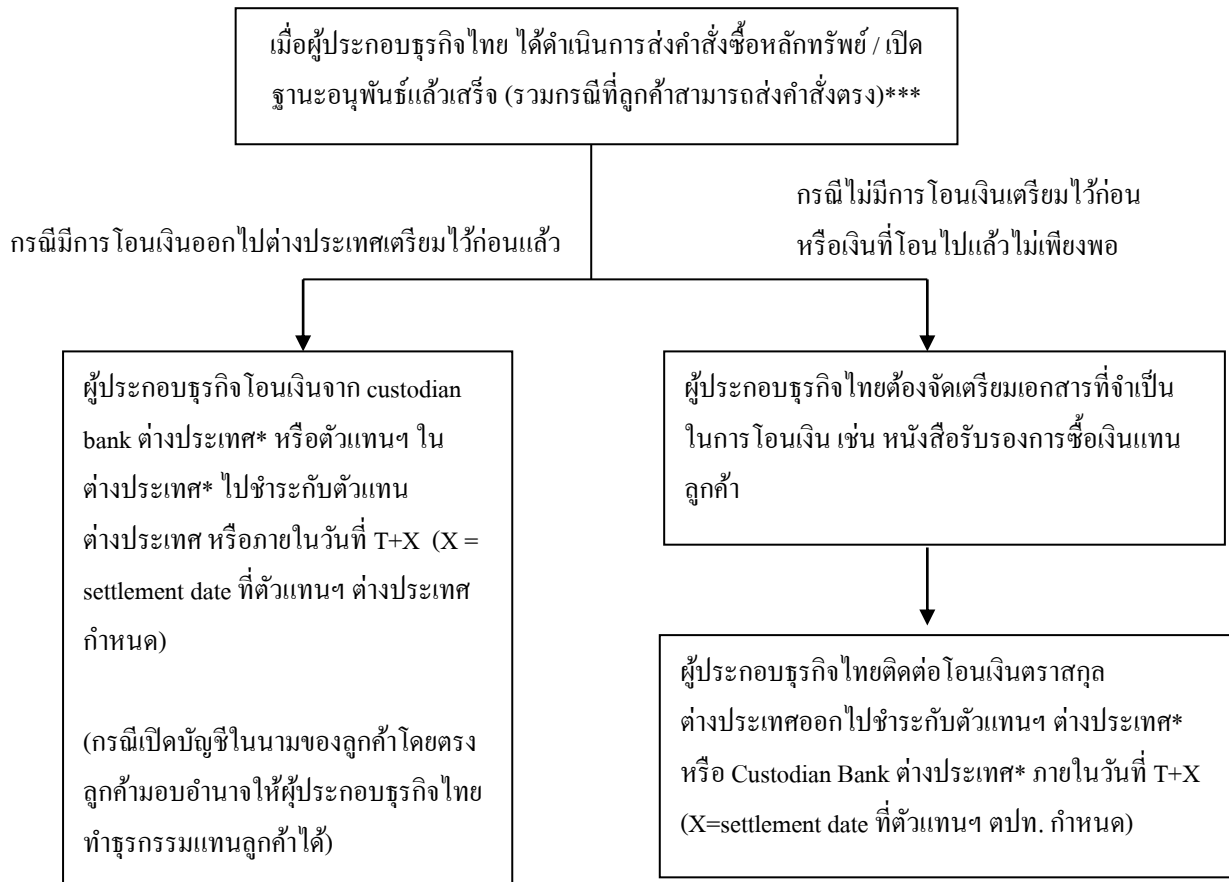 เมื่อผู้ประกอบธุรกิจไทย ได้ดำเนินการส่งคำสั่งซื้อหลักทรัพย์ / เปิด
ฐานะอนุพันธ์แล้วเสร็จ (รวมกรณีที่ลูกค้าสามารถส่งคำสั่งตรง)***
กรณีมีการโอนเงินออกไปต่างประเทศเตรียมไว้ก่อนแล้ว
กรณีไม่มีการโอนเงินเตรียมไว้ก่อน
หรือเงินที่โอนไปแล้วไม่เพียงพอ
ผู้ประกอบธุรกิจโอนเงินจาก custodian
bank ต่างประเทศ* หรือตัวแทนฯ ใน
ต่างประเทศ* ไปชำระกับตัวแทน
ต่างประเทศ หรือภายในวันที่ T+X (X =
settlement date ที่ตัวแทนฯ ต่างประเทศ
กำหนด)
(กรณีเปิดบัญชีในนามของลูกค้าโดยตรง
ลูกค้ามอบอำนาจให้ผู้ประกอบธุรกิจไทย
ทำธุรกรรมแทนลูกค้าได้)
ผู้ประกอบธุรกิจไทยต้องจัดเตรียมเอกสารที่จำเป็น
ในการโอนเงิน เช่น หนังสือรับรองการซื้อเงินแทน
ลูกค้า
ผู้ประกอบธุรกิจไทยติดต่อโอนเงินตราสกุล
ต่างประเทศออกไปชำระกับตัวแทนฯ ต่างประเทศ*
หรือ Custodian Bank ต่างประเทศ* ภายในวันที่ T+X
(X=settlement date ที่ตัวแทนฯ ตปท. กำหนด)